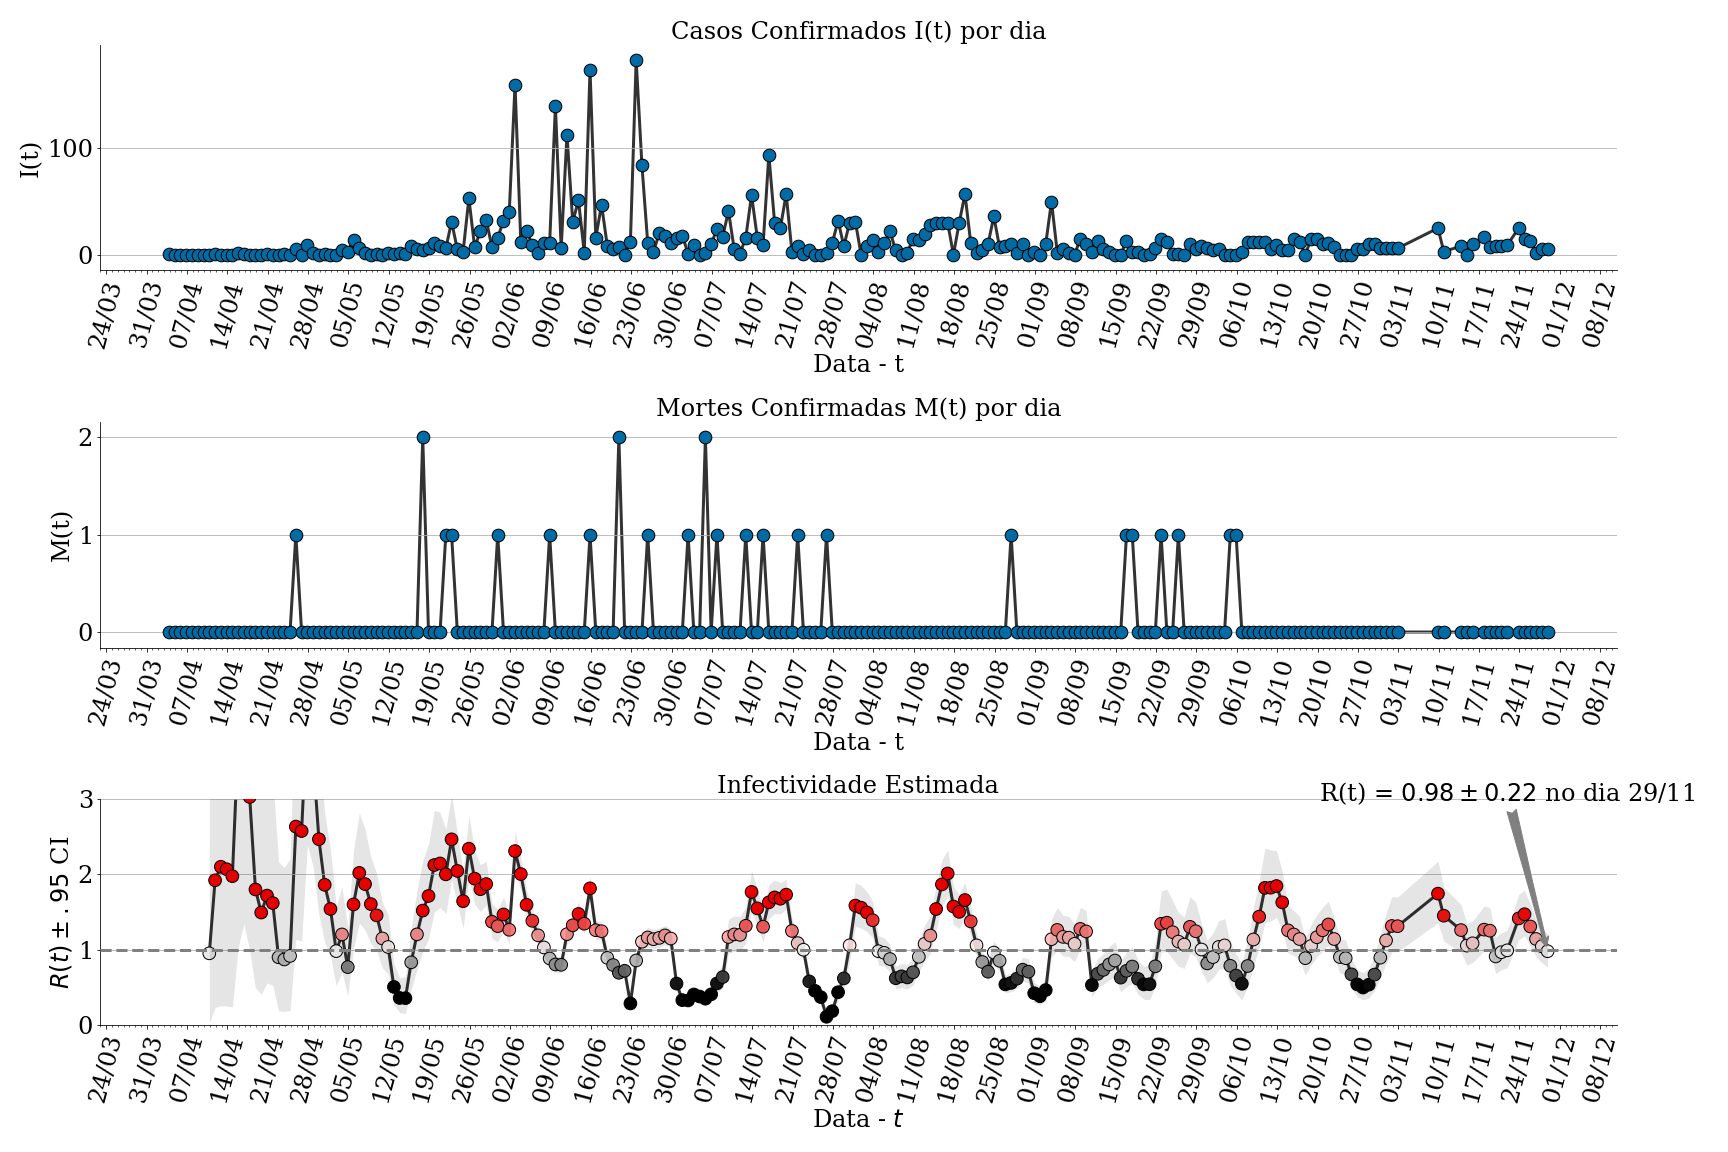 Casos Confirmados I(t) por dia
I(t)
100
0
24/03 31/03 07/04 14/04 21/04 28/04 05/05 12/05 19/05 26/05 02/06 09/06 16/06 23/06 30/06 07/07 14/07 21/07 28/07 04/08 11/08 18/08 25/08 01/09 08/09 15/09 22/09 29/09 06/10 13/10 20/10 27/10 03/11 10/11 17/11 24/11 01/12 08/12
Data - t
Mortes Confirmadas M(t) por dia
M(t)
2
1
0
24/03 31/03 07/04 14/04 21/04 28/04 05/05 12/05 19/05 26/05 02/06 09/06 16/06 23/06 30/06 07/07 14/07 21/07 28/07 04/08 11/08 18/08 25/08 01/09 08/09 15/09 22/09 29/09 06/10 13/10 20/10 27/10 03/11 10/11 17/11 24/11 01/12 08/12
Data - t
Infectividade Estimada
R(t) = 0.98 ± 0.22 no dia 29/11
R(t) ± .95 CI
3
2
1
0
24/03 31/03 07/04 14/04 21/04 28/04 05/05 12/05 19/05 26/05 02/06 09/06 16/06 23/06 30/06 07/07 14/07 21/07 28/07 04/08 11/08 18/08 25/08 01/09 08/09 15/09 22/09 29/09 06/10 13/10 20/10 27/10 03/11 10/11 17/11 24/11 01/12 08/12
Data - t